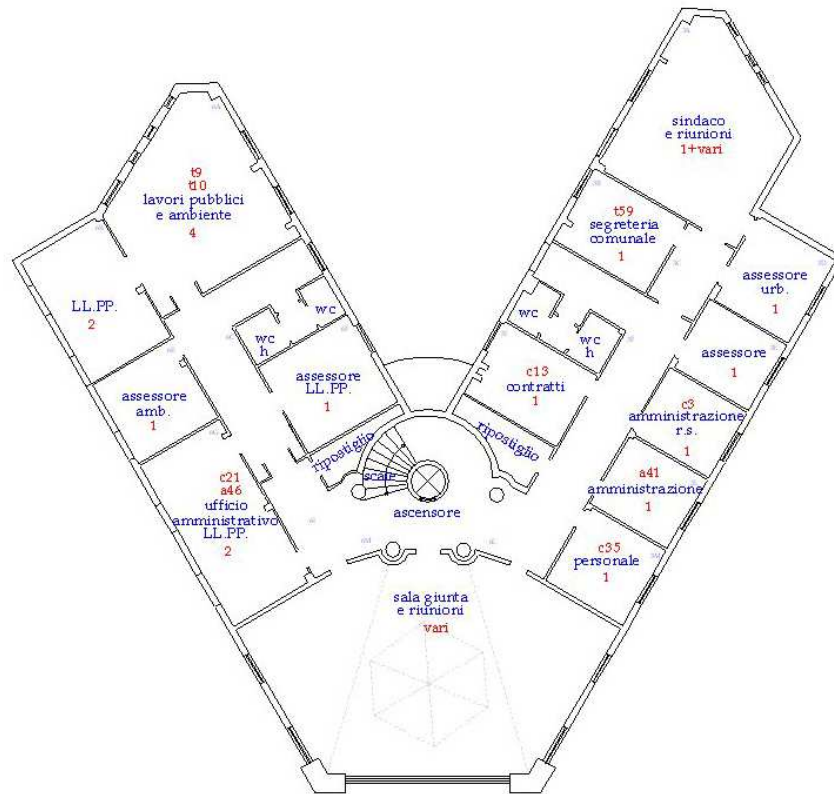 sindaco
e riunioni
1+vari
t9
t10
lavori pubblici
e ambiente
4
t59
segreteria
comunale
1
LL.PP.
2
assessore
urb.
1
wc
wc
h
wc
wc
h
assessore
1
assessore
LL.PP.
1
c13
contratti
1
assessore
amb.
1
c3
amministrazione
r.s.
1
ripostiglio
ripostiglio
scale
c21
a46
ufficio
amministrativo
LL.PP.
2
a41
amministrazione
1
ascensore
c35
personale
1
sala giunta
e riunioni
vari